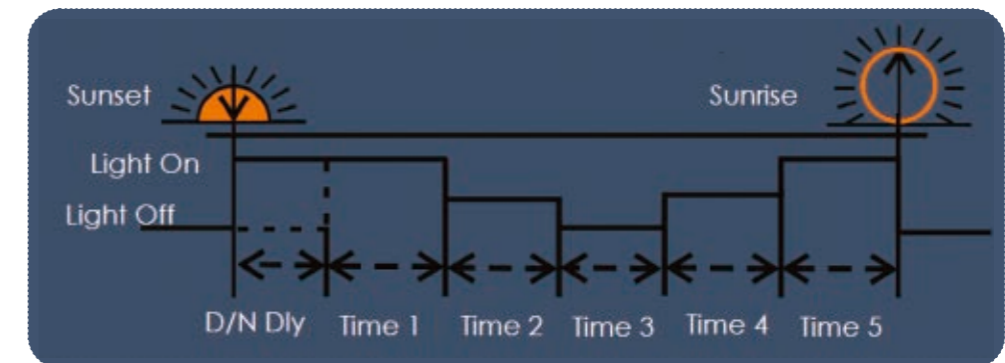 Sunset
Sunrise
Light On
Light Off
D/N Dly Time 1 Time 2 Time 3 Time 4 Time 5